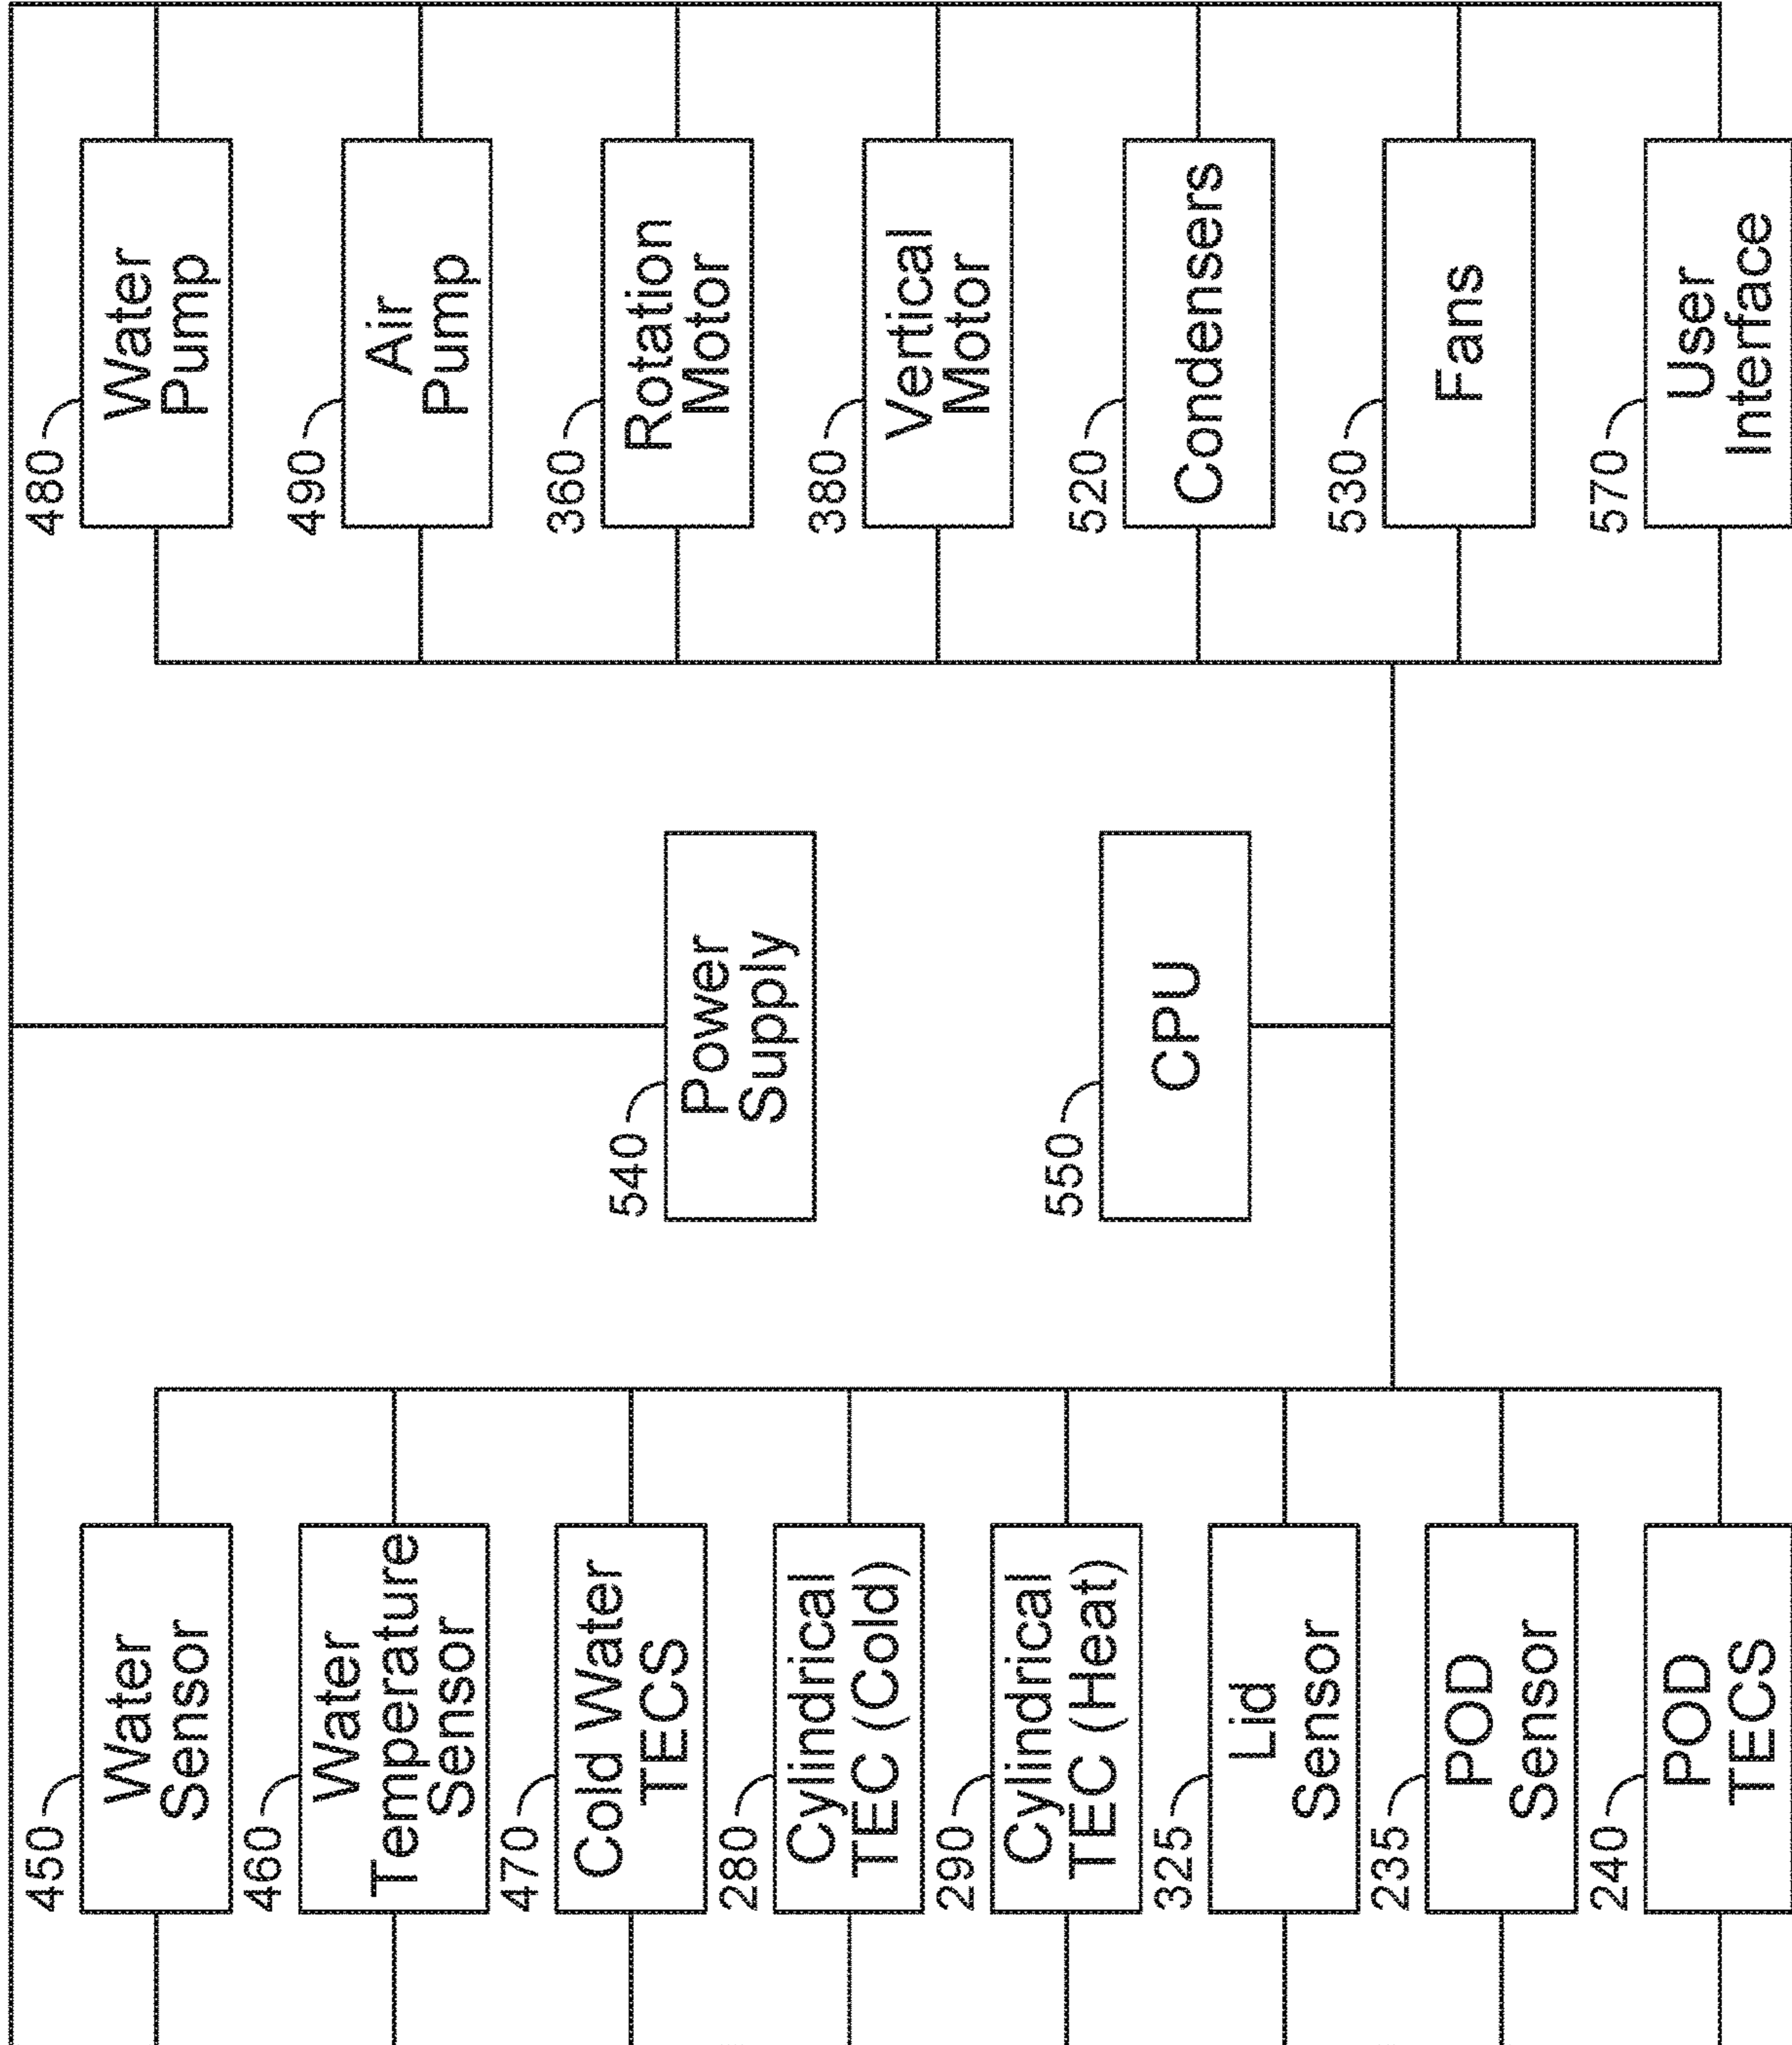 450
Water
Sensor
460
Water
Temperature
Sensor
470
Cold Water
TECS
280
Cylindrical
TEC (Cold)
290
Cylindrical
TEC (Heat)
325
Lid
Sensor
235
POD
Sensor
240
POD
TECS
540
Power
Supply
550
CPU
480
Water
Pump
490
Air
Pump
360
Rotation
Motor
380
Vertical
Motor
520
Condensers
530
Fans
570
User
Interface